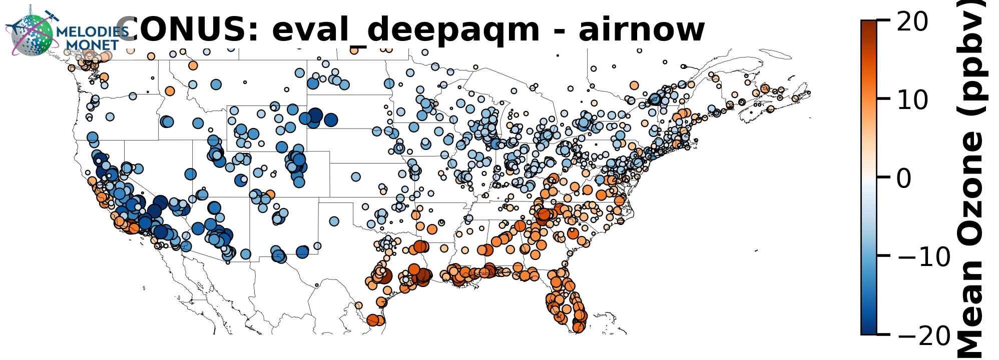 CONUS: eval_deepaqm - airnow
MELODIES
MONET
20
10
0
−10
−20
Mean Ozone (ppbv)